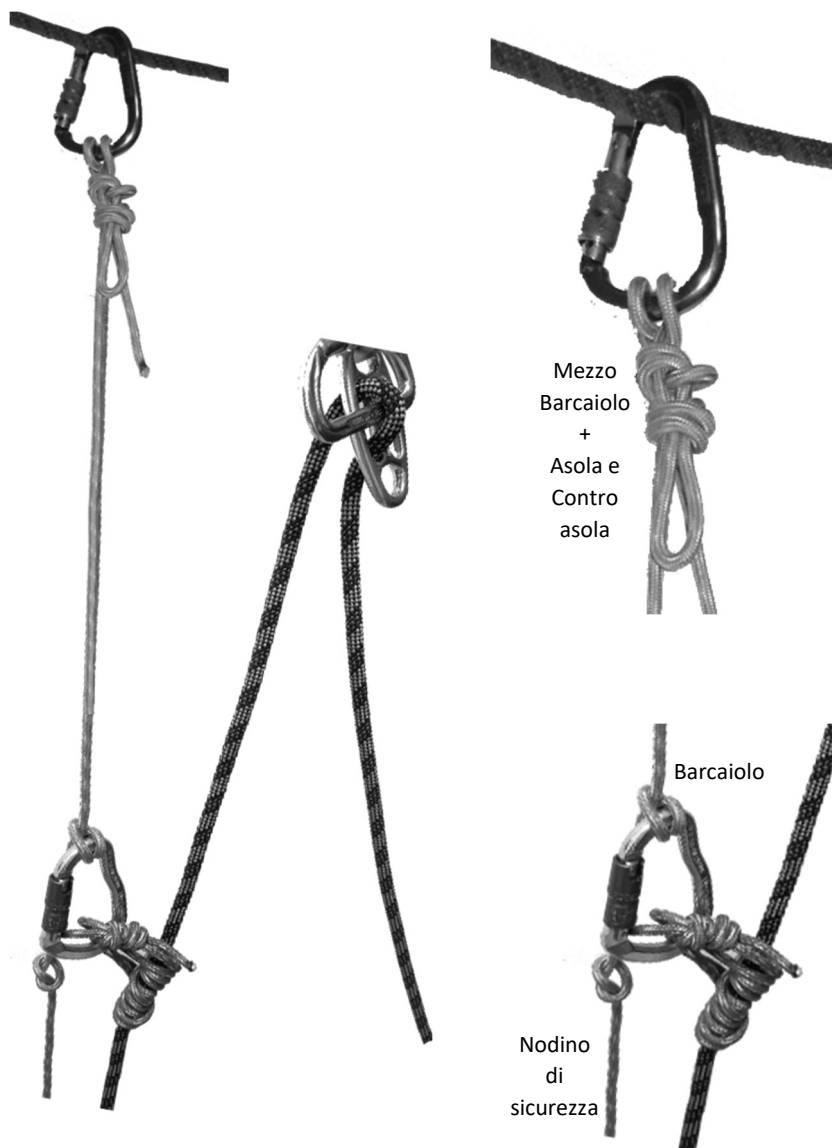 Mezzo
Barcaiolo
+
Asola e
Contro
asola
Barcaiolo
Nodino
di
sicurezza